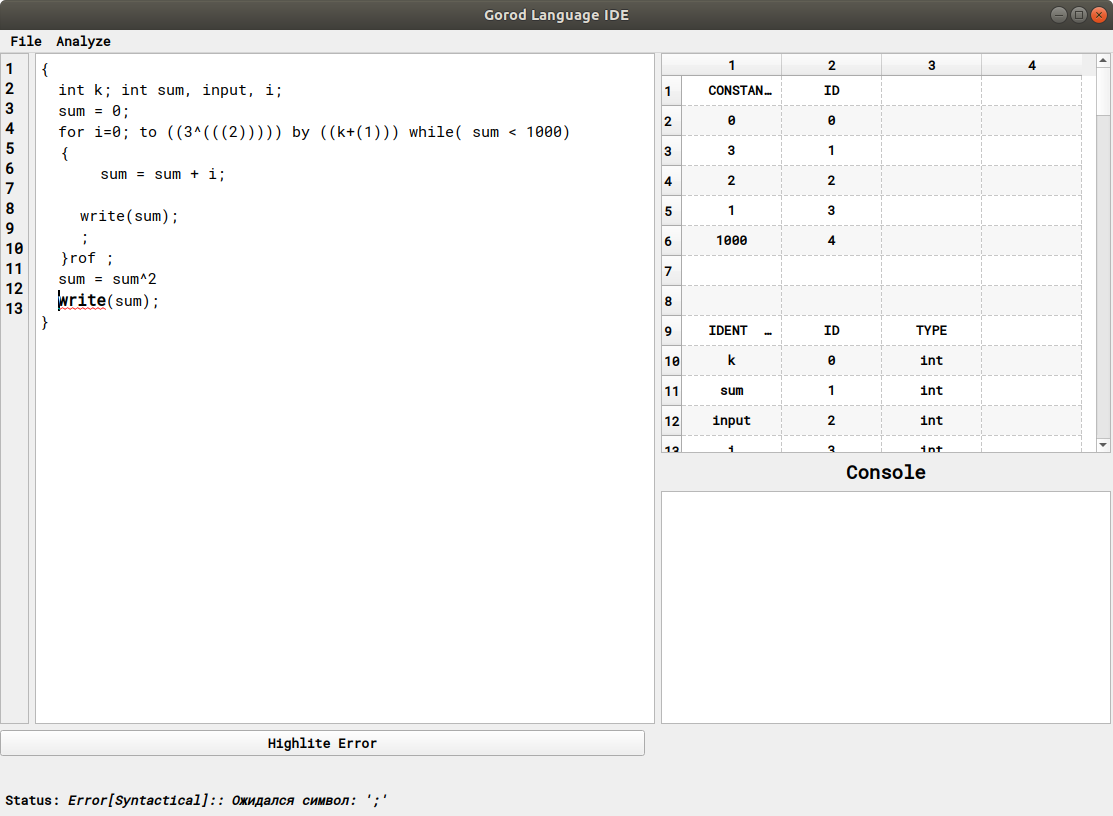 Gorod Language IDE
File Analyze
1 {
2 int k; int sum, input, i;
3 sum = 0;
4 for i=0; to ((3^(((2))))) by ((k+(1))) while( sum < 1000)
5 {
6 sum = sum + i;
7
8 write(sum);
9 ;
10 }rof ;
11 sum = sum^2
12 write(sum);
13 }
1 2 3 4
1 CONSTAN… ID
2 0 0
3 3 1
4 2 2
5 1 3
6 1000 4
7
8
9 IDENT … ID TYPE
10 k 0 int
11 sum 1 int
12 input 2 int
13 i 3 int
Console
Highlite Error
Status: Error[Syntactical]:: Ожидался символ: ';'